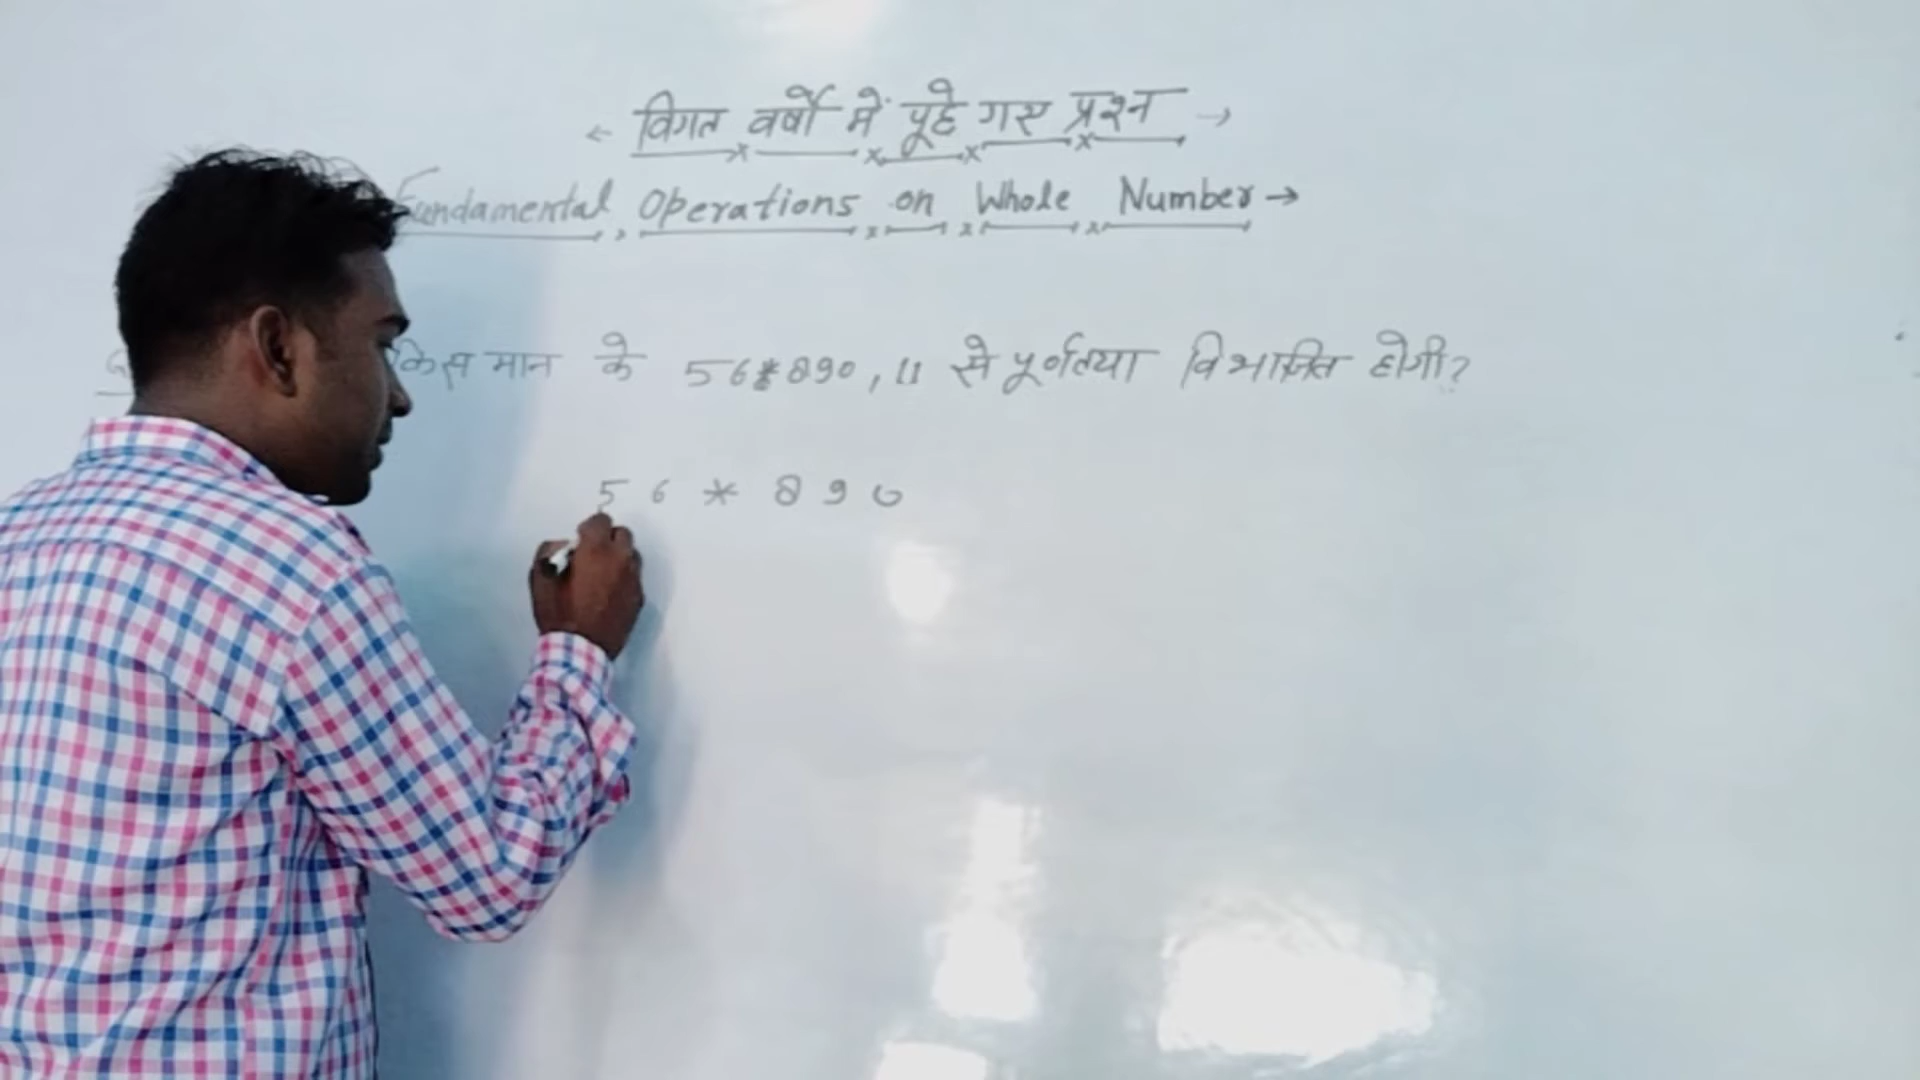 ← विगत वर्षो में पूछे गए प्रश्न →
Fundamental Operations on Whole Number →
किस मान के 56*890, 11 से पूर्णतया विभाजित होगी?
5 6 * 8 9 0